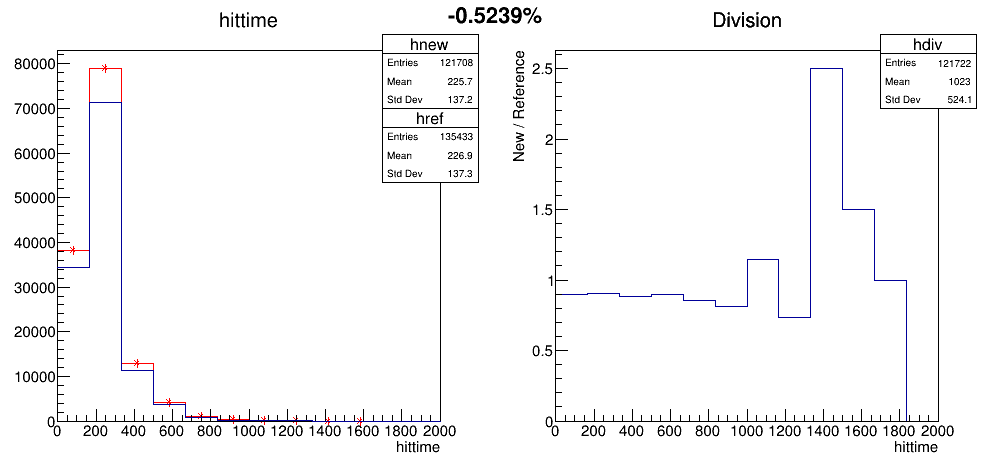 -0.5239%
hittime
hnew
Entries 121708
Mean 225.7
Std Dev 137.2
href
Entries 135433
Mean 226.9
Std Dev 137.3
80000
70000
60000
50000
40000
30000
20000
10000
0
0 200 400 600 800 1000 1200 1400 1600 1800 2000
hittime
Division
hdiv
Entries 121722
Mean 1023
Std Dev 524.1
New / Reference
2.5
2
1.5
1
0.5
0
0 200 400 600 800 1000 1200 1400 1600 1800 2000
hittime